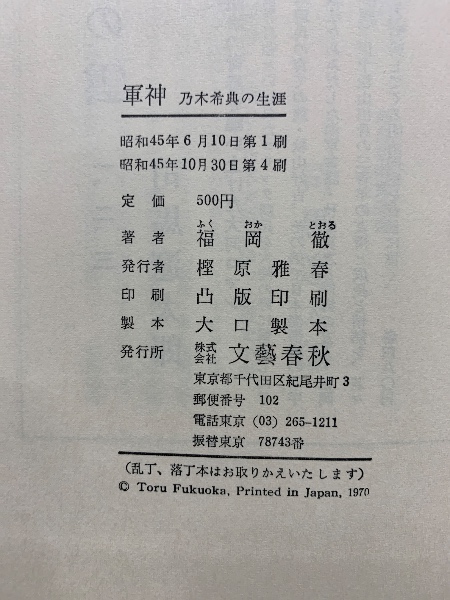 軍神 乃木希典の生涯
昭和45年6月10日第1刷
昭和45年10月30日第4刷
定価 500円
ふく おか とおる
著者 福岡 徹
発行者 樫原雅春
印刷 凸版印刷
製本 大口製本
発行所 株式会社 文藝春秋
東京都千代田区紀尾井町3
郵便番号 102
電話東京 (03) 265-1211
振替東京 78743番
(乱丁、落丁本はお取りかえいたします)
© Toru Fukuoka, Printed in Japan, 1970